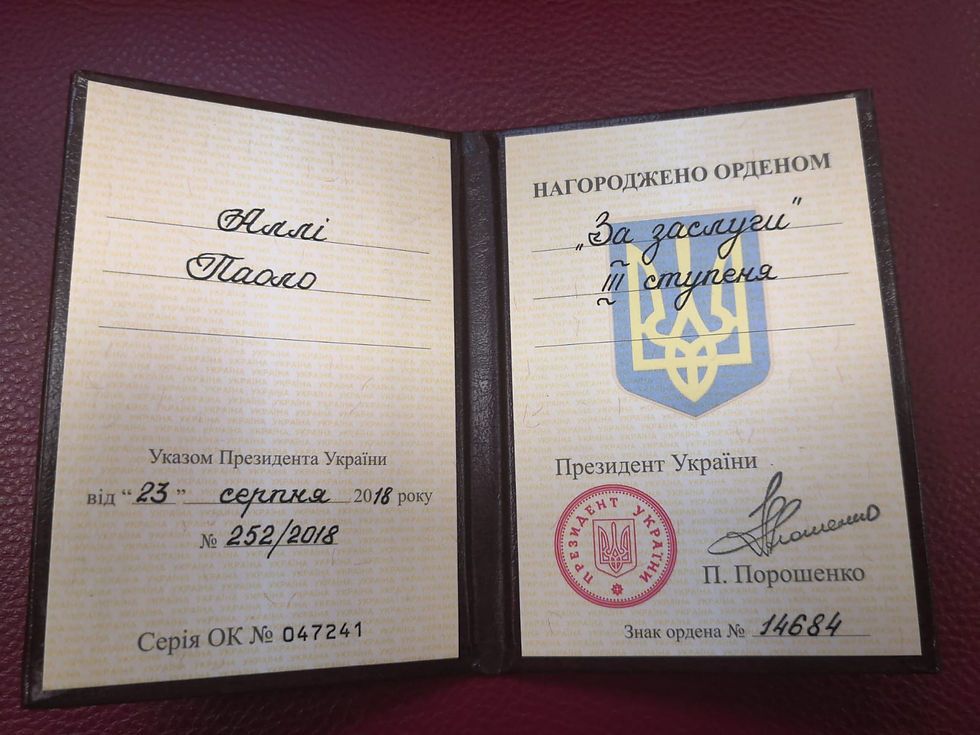 Аллі
Паоло
Указом Президента України
від “ 23 ” серпня 2018 року
№ 252/2018
Серія ОК № 047241
НАГОРОДЖЕНО ОРДЕНОМ
„За заслуги”
III ступеня
Президент України
ПРЕЗИДЕНТ УКРАЇНИ
П. Порошенко
Знак ордена № 14684